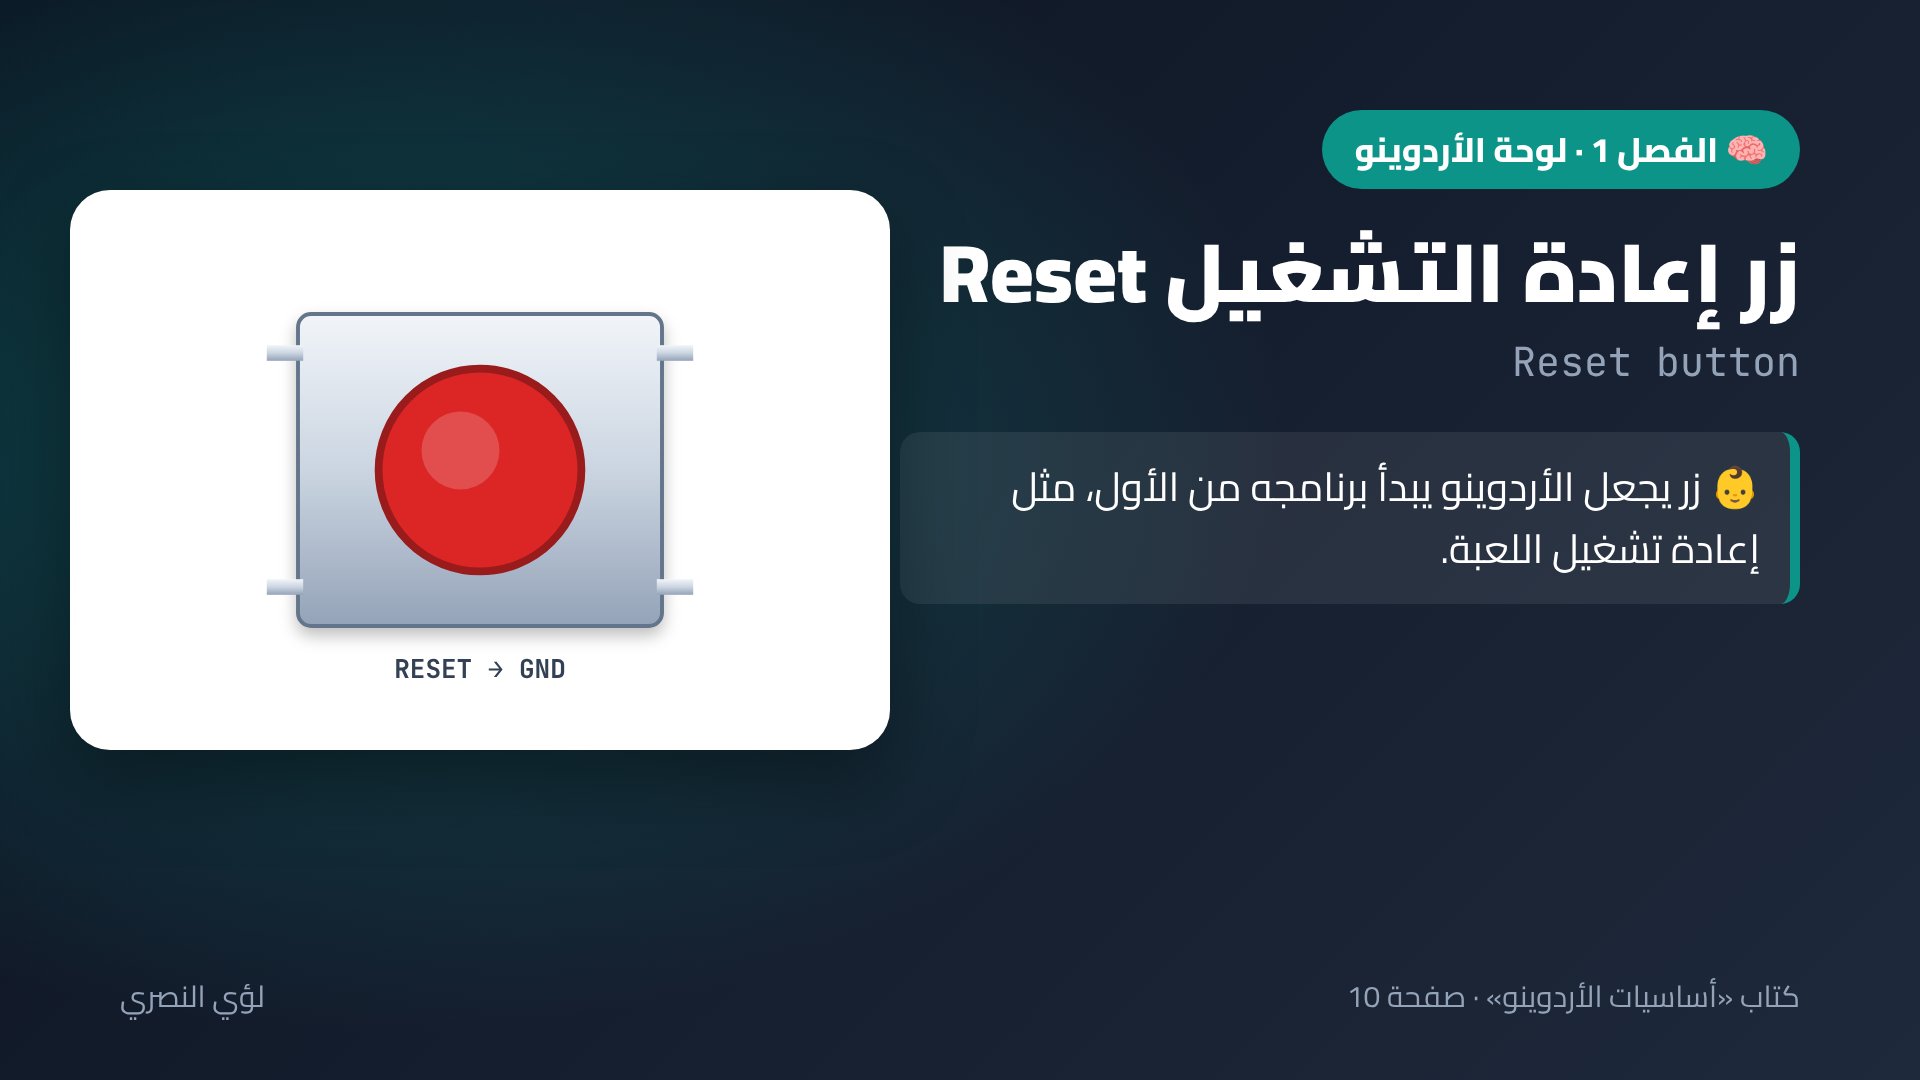 🧠 الفصل 1 · لوحة الأردوينو
زر إعادة التشغيل Reset
Reset button
👶 زر يجعل الأردوينو يبدأ برنامجه من الأول، مثل
إعادة تشغيل اللعبة.
RESET → GND
كتاب «أساسيات الأردوينو» · صفحة 10
لؤي النصري